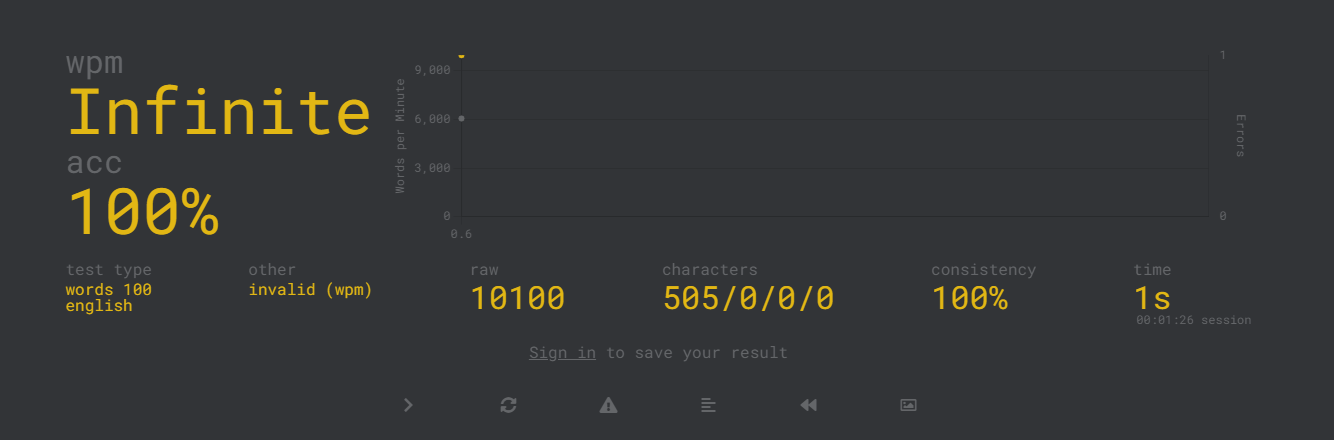 wpm
Infinite
acc
100%
Words per Minute
9,000
6,000
3,000
0
0.6
1
Errors
0
test type
words 100
english
other
invalid (wpm)
raw
10100
characters
505/0/0/0
consistency
100%
time
1s
00:01:26 session
Sign in to save your result